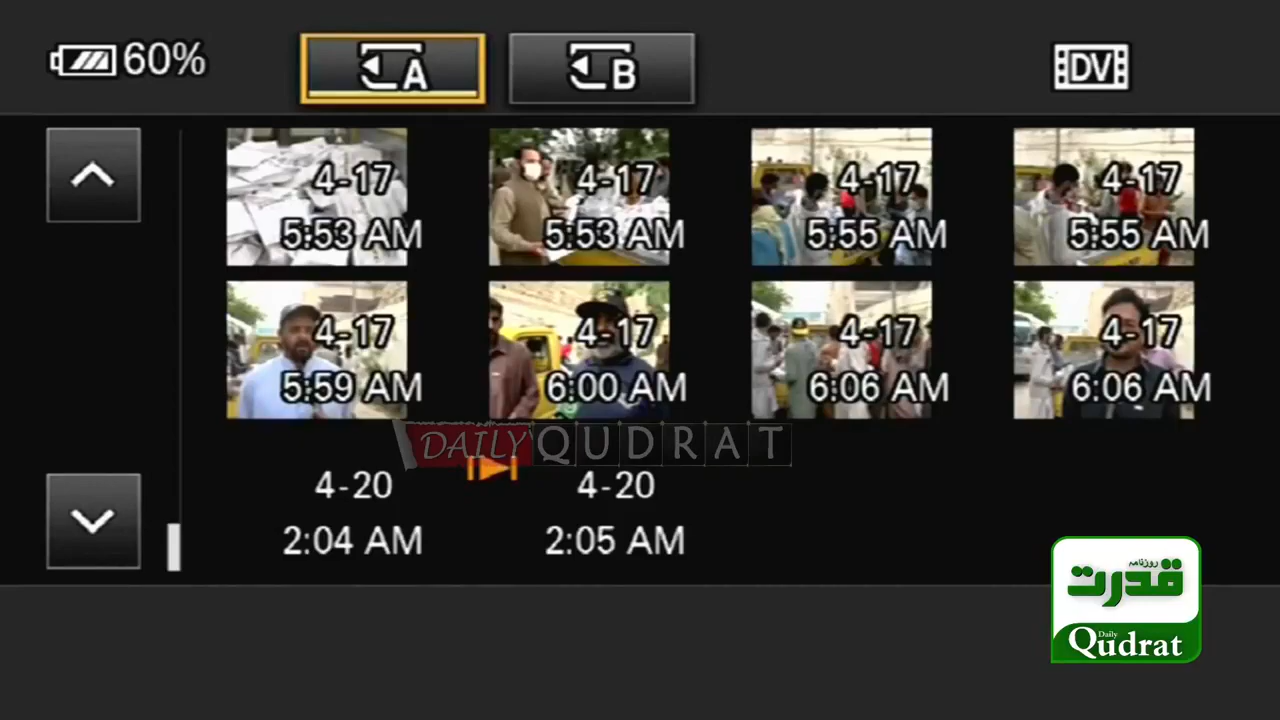 60%
A
B
DV
4-17
5:53 AM
4-17
5:53 AM
4-17
5:55 AM
4-17
5:55 AM
4-17
5:59 AM
4-17
6:00 AM
4-17
6:06 AM
4-17
6:06 AM
DAILY QUDRAT
4-20
2:04 AM
4-20
2:05 AM
روزنامہ
قدرت
Daily
Qudrat